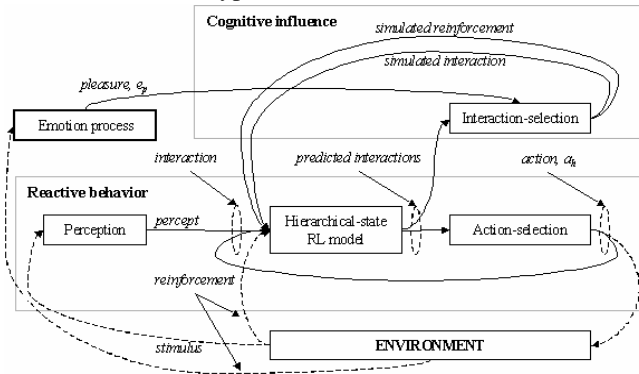 Cognitive influence
simulated reinforcement
simulated interaction
pleasure, eₚ
Emotion process
Interaction-selection
interaction
predicted interactions
action, aₕ
Reactive behavior
Perception
percept
Hierarchical-state
RL model
Action-selection
reinforcement
stimulus
ENVIRONMENT